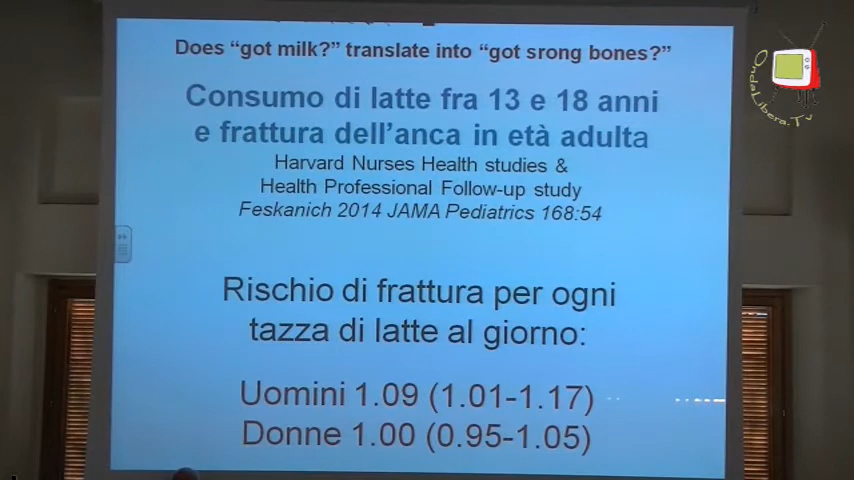 Does “got milk?” translate into “got srong bones?”
Consumo di latte fra 13 e 18 anni
e frattura dell’anca in età adulta
Harvard Nurses Health studies &
Health Professional Follow-up study
Feskanich 2014 JAMA Pediatrics 168:54
Rischio di frattura per ogni
tazza di latte al giorno:
Uomini 1.09 (1.01-1.17)
Donne 1.00 (0.95-1.05)
OndaLibera.Tv